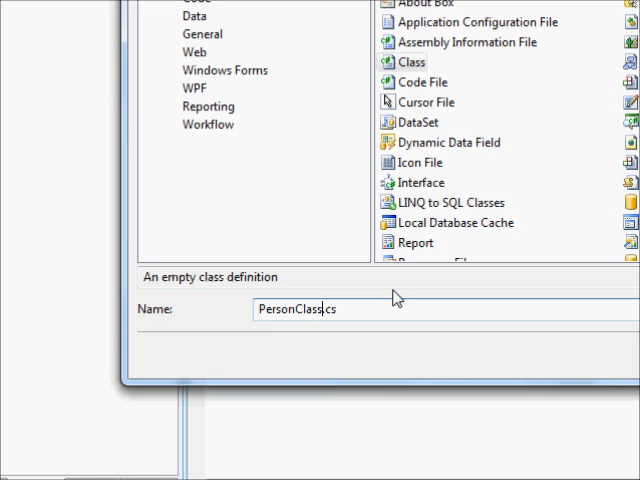 Data
General
Web
Windows Forms
WPF
Reporting
Workflow
About Box
Application Configuration File
Assembly Information File
Class
Code File
Cursor File
DataSet
Dynamic Data Field
Icon File
Interface
LINQ to SQL Classes
Local Database Cache
Report
An empty class definition
Name:
PersonClass.cs